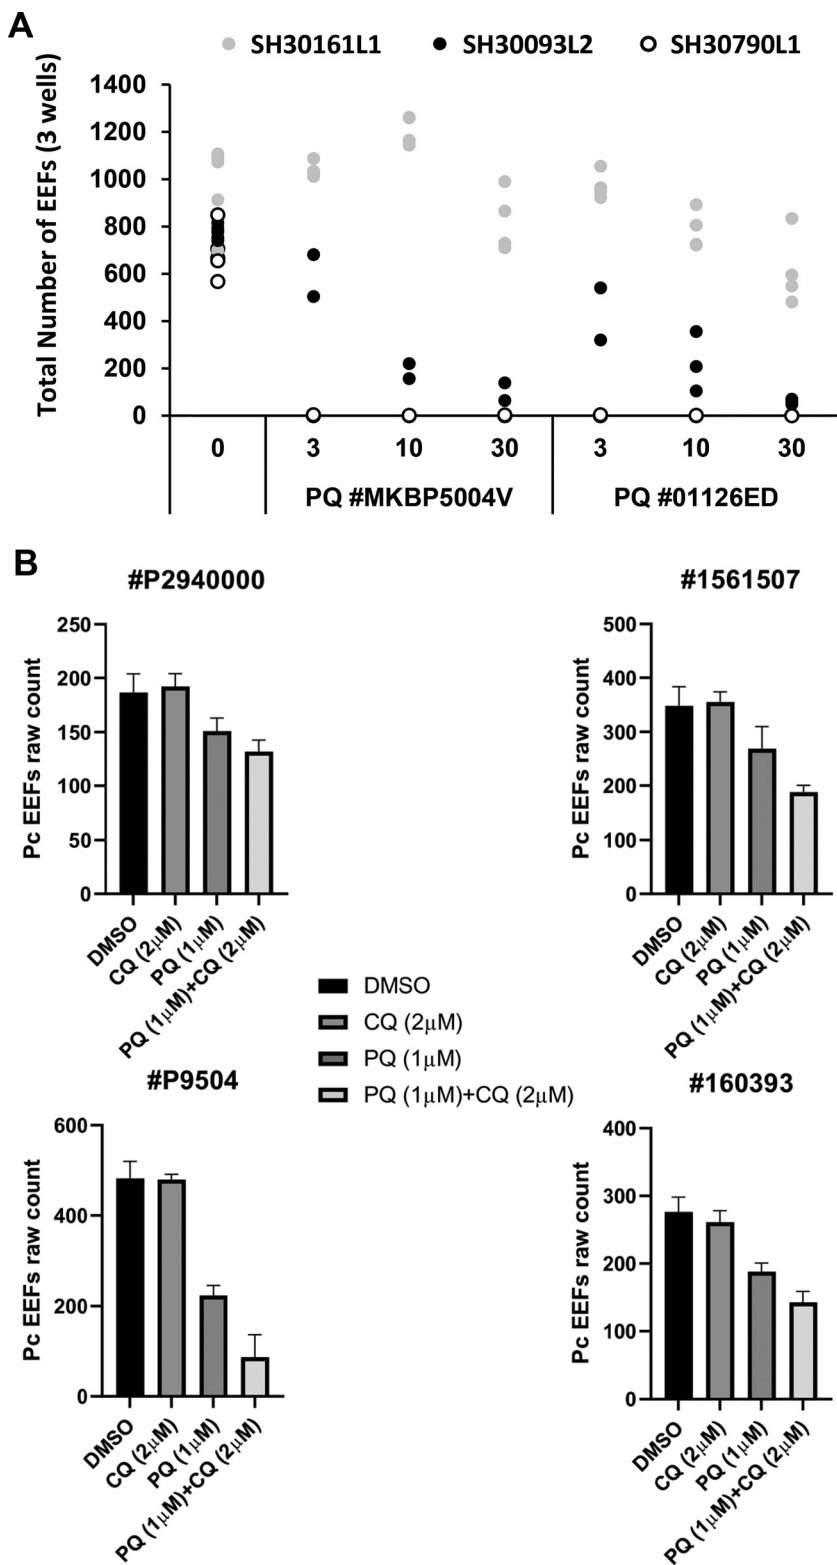 A
SH30161L1 SH30093L2 SH30790L1
Total Number of EEFs (3 wells)
1400
1200
1000
800
600
400
200
0
0 3 10 30 3 10 30
PQ #MKBP5004V PQ #01126ED
B
#P2940000
Pc EEFs raw count
250
200
150
100
50
0
DMSO
CQ (2μM)
PQ (1μM)
PQ (1μM)+CQ (2μM)
#1561507
Pc EEFs raw count
500
400
300
200
100
0
DMSO
CQ (2μM)
PQ (1μM)
PQ (1μM)+CQ (2μM)
DMSO
CQ (2μM)
PQ (1μM)
PQ (1μM)+CQ (2μM)
#P9504
Pc EEFs raw count
600
400
200
0
DMSO
CQ (2μM)
PQ (1μM)
PQ (1μM)+CQ (2μM)
#160393
Pc EEFs raw count
400
300
200
100
0
DMSO
CQ (2μM)
PQ (1μM)
PQ (1μM)+CQ (2μM)